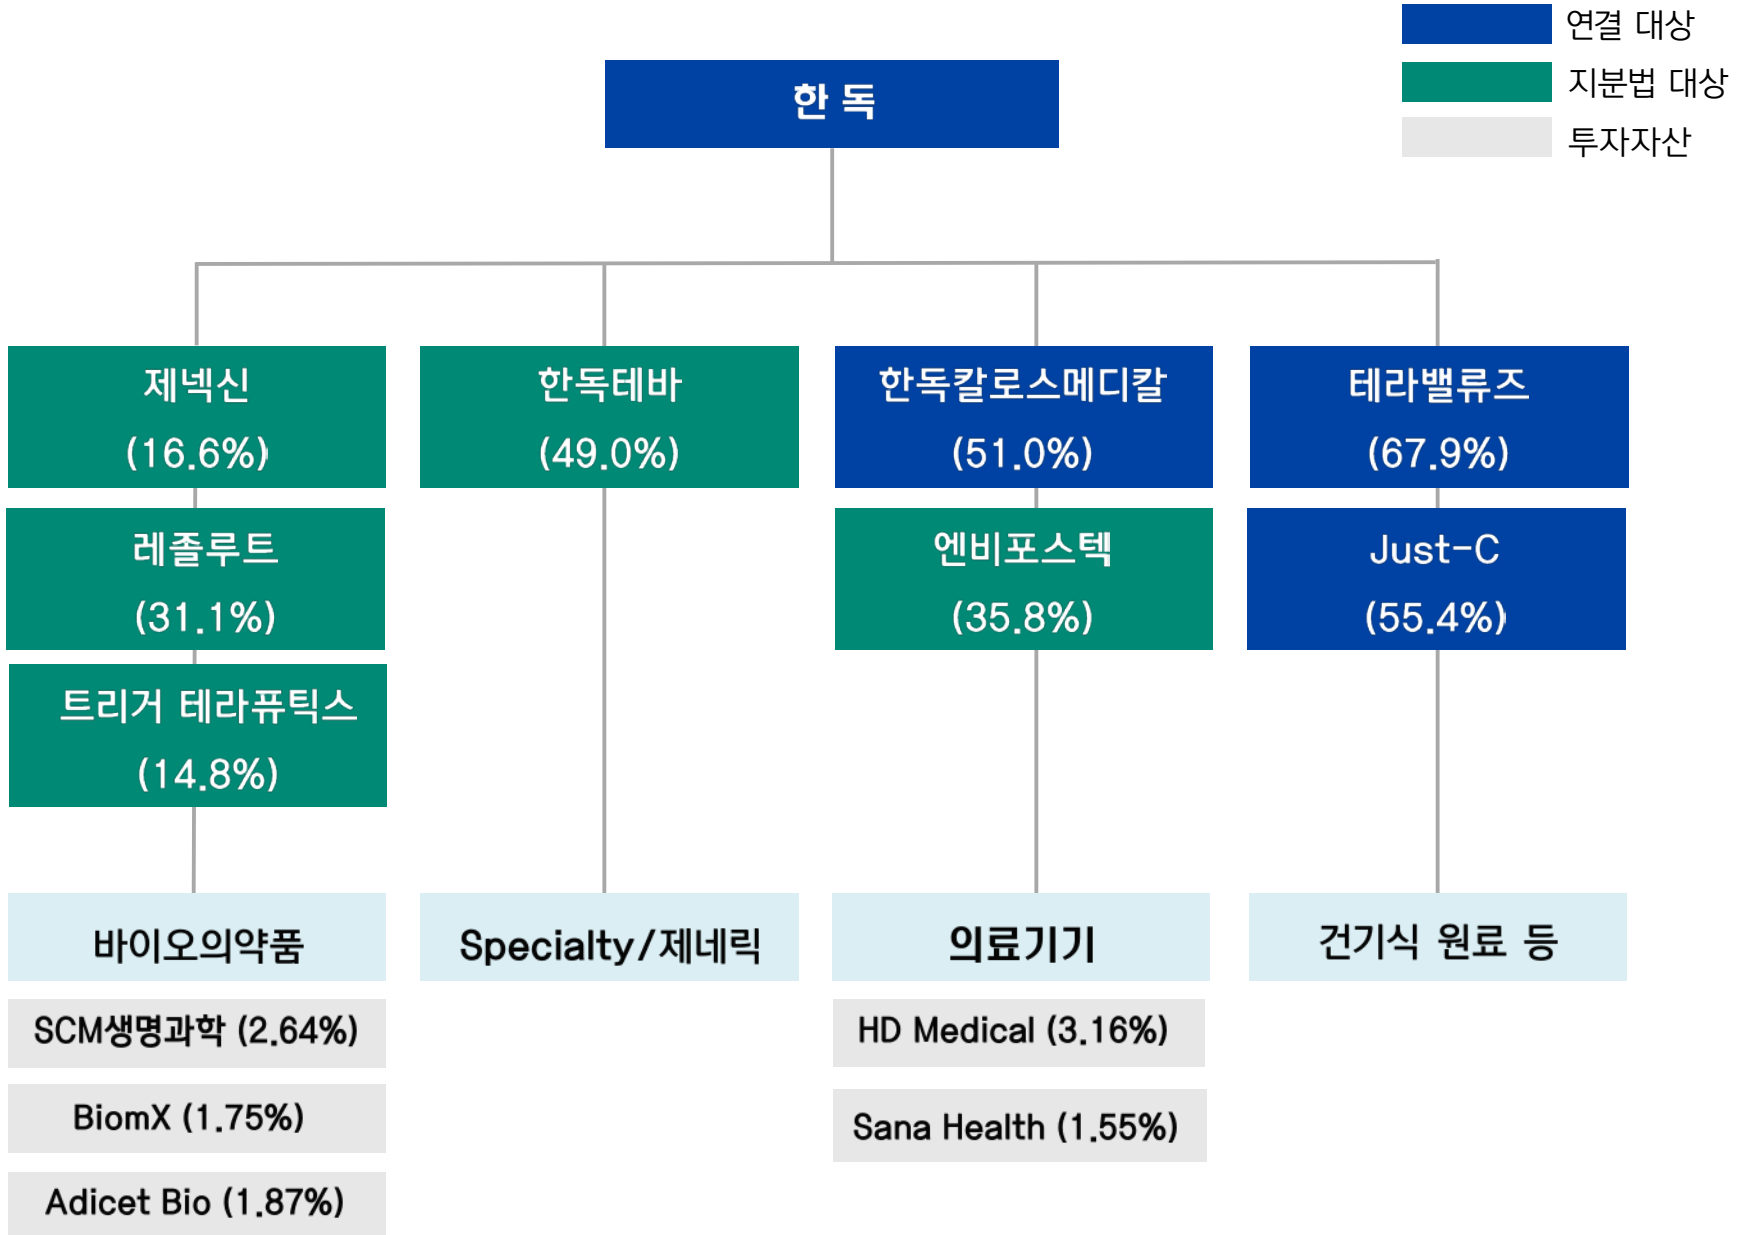 연결 대상
지분법 대상
투자자산
한 독
제넥신
(16.6%)
한독테바
(49.0%)
한독칼로스메디칼
(51.0%)
테라밸류즈
(67.9%)
레졸루트
(31.1%)
엔비포스텍
(35.8%)
Just-C
(55.4%)
트리거 테라퓨틱스
(14.8%)
바이오의약품
Specialty/제네릭
의료기기
건기식 원료 등
SCM생명과학 (2.64%)
HD Medical (3.16%)
BiomX (1.75%)
Sana Health (1.55%)
Adicet Bio (1.87%)